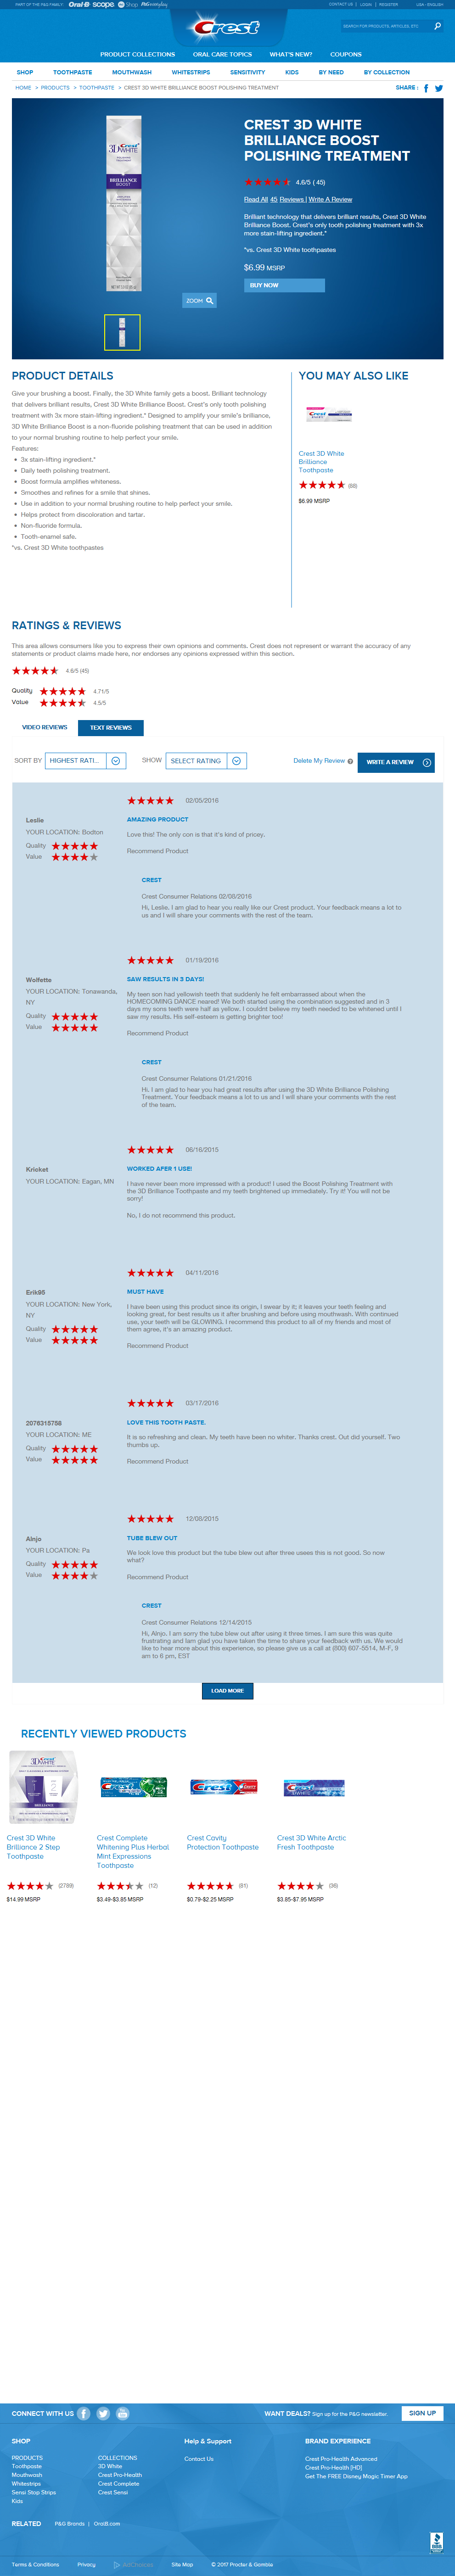 PART OF THE P&G FAMILY: Oral-B scope Shop P&G everyday
CONTACT US | LOGIN | REGISTER USA - ENGLISH
Crest
SEARCH FOR PRODUCTS, ARTICLES, ETC.
PRODUCT COLLECTIONS ORAL CARE TOPICS WHAT'S NEW? COUPONS
SHOP TOOTHPASTE MOUTHWASH WHITESTRIPS SENSITIVITY KIDS BY NEED BY COLLECTION
HOME > PRODUCTS > TOOTHPASTE > CREST 3D WHITE BRILLIANCE BOOST POLISHING TREATMENT
SHARE :
Crest
3D WHITE
BRILLIANCE
BOOST
ZOOM
CREST 3D WHITE
BRILLIANCE BOOST
POLISHING TREATMENT
4.6/5 ( 45)
Read All 45 Reviews | Write A Review
Brilliant technology that delivers brilliant results, Crest 3D White
Brilliance Boost. Crest's only tooth polishing treatment with 3x
more stain-lifting ingredient.*
*vs. Crest 3D White toothpastes
$6.99 MSRP
BUY NOW
PRODUCT DETAILS
Give your brushing a boost. Finally, the 3D White family gets a boost. Brilliant technology
that delivers brilliant results, Crest 3D White Brilliance Boost. Crest's only tooth polishing
treatment with 3x more stain-lifting ingredient.* Designed to amplify your smile's brilliance,
3D White Brilliance Boost is a non-fluoride polishing treatment that can be used in addition
to your normal brushing routine to help perfect your smile.
Features:
3x stain-lifting ingredient.*
Daily teeth polishing treatment.
Boost formula amplifies whiteness.
Smoothes and refines for a smile that shines.
Use in addition to your normal brushing routine to help perfect your smile.
Helps protect from discoloration and tartar.
Non-fluoride formula.
Tooth-enamel safe.
*vs. Crest 3D White toothpastes
YOU MAY ALSO LIKE
Crest 3D White
Brilliance
Toothpaste
(88)
$6.99 MSRP
RATINGS & REVIEWS
This area allows consumers like you to express their own opinions and comments. Crest does not represent or warrant the accuracy of any
statements or product claims made here, nor endorses any opinions expressed within this section.
4.6/5 (45)
Quality 4.71/5
Value 4.5/5
VIDEO REVIEWS TEXT REVIEWS
SORT BY HIGHEST RATI... SHOW SELECT RATING Delete My Review WRITE A REVIEW
02/05/2016
Leslie
AMAZING PRODUCT
YOUR LOCATION: Bodton
Love this! The only con is that it's kind of pricey.
Quality
Value
Recommend Product
CREST
Crest Consumer Relations 02/08/2016
Hi, Leslie. I am glad to hear you really like our Crest product. Your feedback means a lot to
us and I will share your comments with the rest of the team.
01/19/2016
Wolfette
SAW RESULTS IN 3 DAYS!
YOUR LOCATION: Tonawanda,
NY
My teen son had yellowish teeth that suddenly he felt embarrassed about when the
HOMECOMING DANCE neared! We both started using the combination suggested and in 3
days my sons teeth were half as yellow. I couldnt believe my teeth needed to be whitened until I
saw my results. His self-esteem is getting brighter too!
Quality
Value
Recommend Product
CREST
Crest Consumer Relations 01/21/2016
Hi, I am glad to hear you had great results after using the 3D White Brilliance Polishing
Treatment. Your feedback means a lot to us and I will share your comments with the rest
of the team.
06/16/2015
Kricket
WORKED AFER 1 USE!
YOUR LOCATION: Eagan, MN
I have never been more impressed with a product! I used the Boost Polishing Treatment with
the 3D Brilliance Toothpaste and my teeth brightened up immediately. Try it! You will not be
sorry!
No, I do not recommend this product.
04/11/2016
Erik95
MUST HAVE
YOUR LOCATION: New York,
NY
I have been using this product since its origin, I swear by it; it leaves your teeth feeling and
looking great, for best results us it after brushing and before using mouthwash. With continued
use, your teeth will be GLOWING. I recommend this product to all of my friends and most of
them agree, it's an amazing product.
Quality
Value
Recommend Product
03/17/2016
2076315758
LOVE THIS TOOTH PASTE.
YOUR LOCATION: ME
It is so refreshing and clean. My teeth have been no whiter. Thanks crest. Out did yourself. Two
thumbs up.
Quality
Value
Recommend Product
12/08/2015
Alnjo
TUBE BLEW OUT
YOUR LOCATION: Pa
We look love this product but the tube blew out after three usees this is not good. So now
what?
Quality
Value
Recommend Product
CREST
Crest Consumer Relations 12/14/2015
Hi, Alnjo. I am sorry the tube blew out after using it three times. I am sure this was quite
frustrating and Iam glad you have taken the time to share your feedback with us. We would
like to hear more about this experience, so please give us a call at (800) 607-5514, M-F, 9
am to 6 pm, EST
LOAD MORE
RECENTLY VIEWED PRODUCTS
Crest 3D White
Brilliance 2 Step
Toothpaste
(2789)
$14.99 MSRP
Crest Complete
Whitening Plus Herbal
Mint Expressions
Toothpaste
(12)
$3.49-$3.85 MSRP
Crest Cavity
Protection Toothpaste
(81)
$0.79-$2.25 MSRP
Crest 3D White Arctic
Fresh Toothpaste
(36)
$3.85-$7.95 MSRP
CONNECT WITH US
WANT DEALS? Sign up for the P&G newsletter. SIGN UP
SHOP
PRODUCTS
Toothpaste
Mouthwash
Whitestrips
Sensi Stop Strips
Kids
COLLECTIONS
3D White
Crest Pro-Health
Crest Complete
Crest Sensi
Help & Support
Contact Us
BRAND EXPERIENCE
Crest Pro-Health Advanced
Crest Pro-Health [HD]
Get The FREE Disney Magic Timer App
RELATED P&G Brands | OralB.com
Terms & Conditions Privacy AdChoices Site Map © 2017 Procter & Gamble